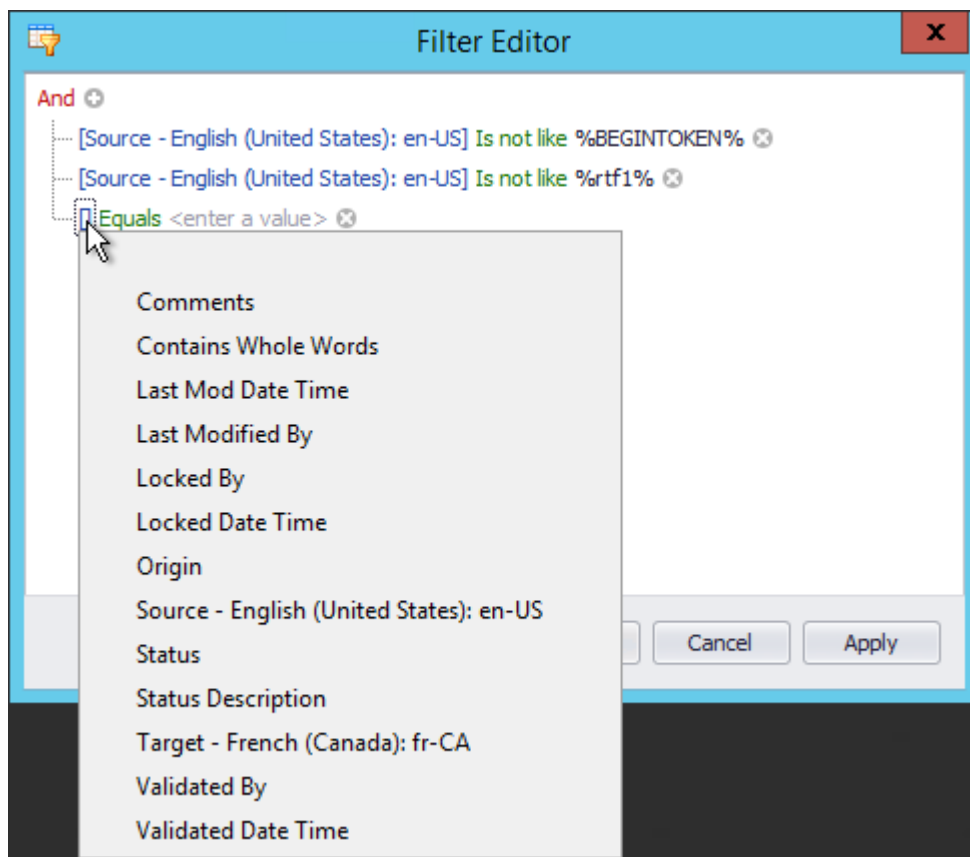 Filter Editor
x
And
[Source - English (United States): en-US] Is not like %BEGINTOKEN%
[Source - English (United States): en-US] Is not like %rtf1%
[] Equals <enter a value>
Comments
Contains Whole Words
Last Mod Date Time
Last Modified By
Locked By
Locked Date Time
Origin
Source - English (United States): en-US
Status
Status Description
Target - French (Canada): fr-CA
Validated By
Validated Date Time
Cancel
Apply